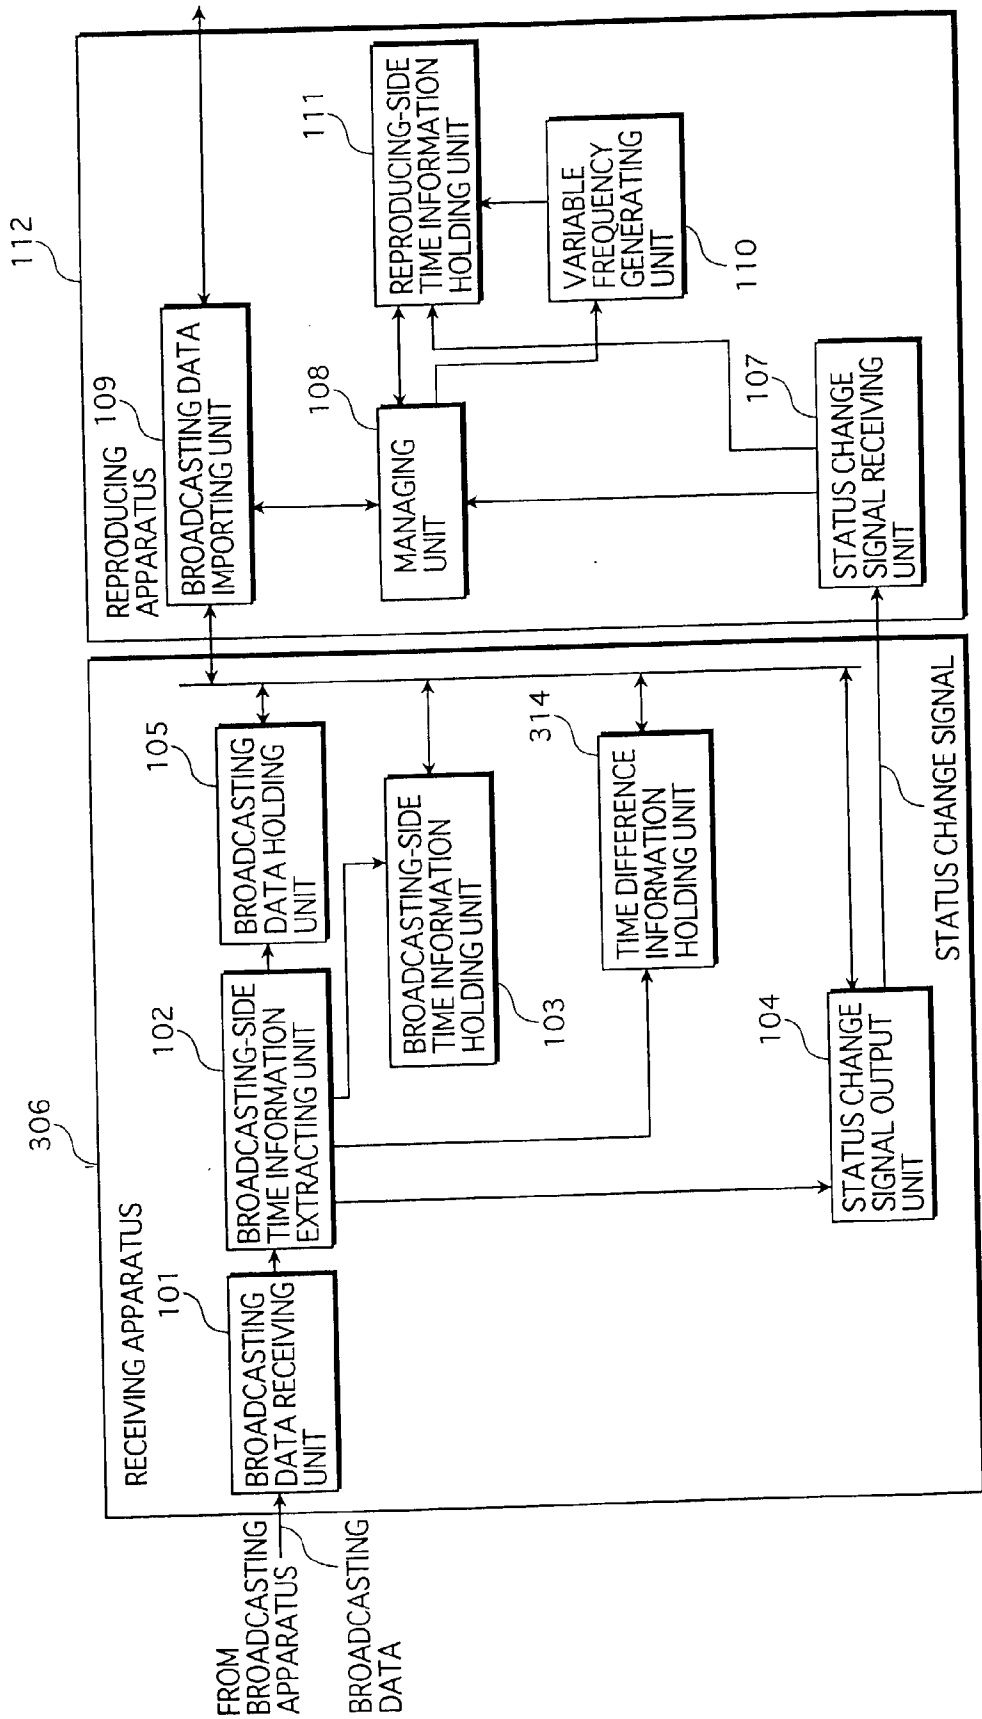 306
RECEIVING APPARATUS
FROM
BROADCASTING
APPARATUS
BROADCASTING
DATA
101
BROADCASTING
DATA RECEIVING
UNIT
102
BROADCASTING-SIDE
TIME INFORMATION
EXTRACTING UNIT
105
BROADCASTING
DATA HOLDING
UNIT
BROADCASTING-SIDE
TIME INFORMATION
HOLDING UNIT
103
314
TIME DIFFERENCE
INFORMATION
HOLDING UNIT
104
STATUS CHANGE
SIGNAL OUTPUT
UNIT
STATUS CHANGE SIGNAL
112
REPRODUCING
APPARATUS
109
BROADCASTING DATA
IMPORTING UNIT
108
MANAGING
UNIT
111
REPRODUCING-SIDE
TIME INFORMATION
HOLDING UNIT
VARIABLE
FREQUENCY
GENERATING
UNIT
110
107
STATUS CHANGE
SIGNAL RECEIVING
UNIT